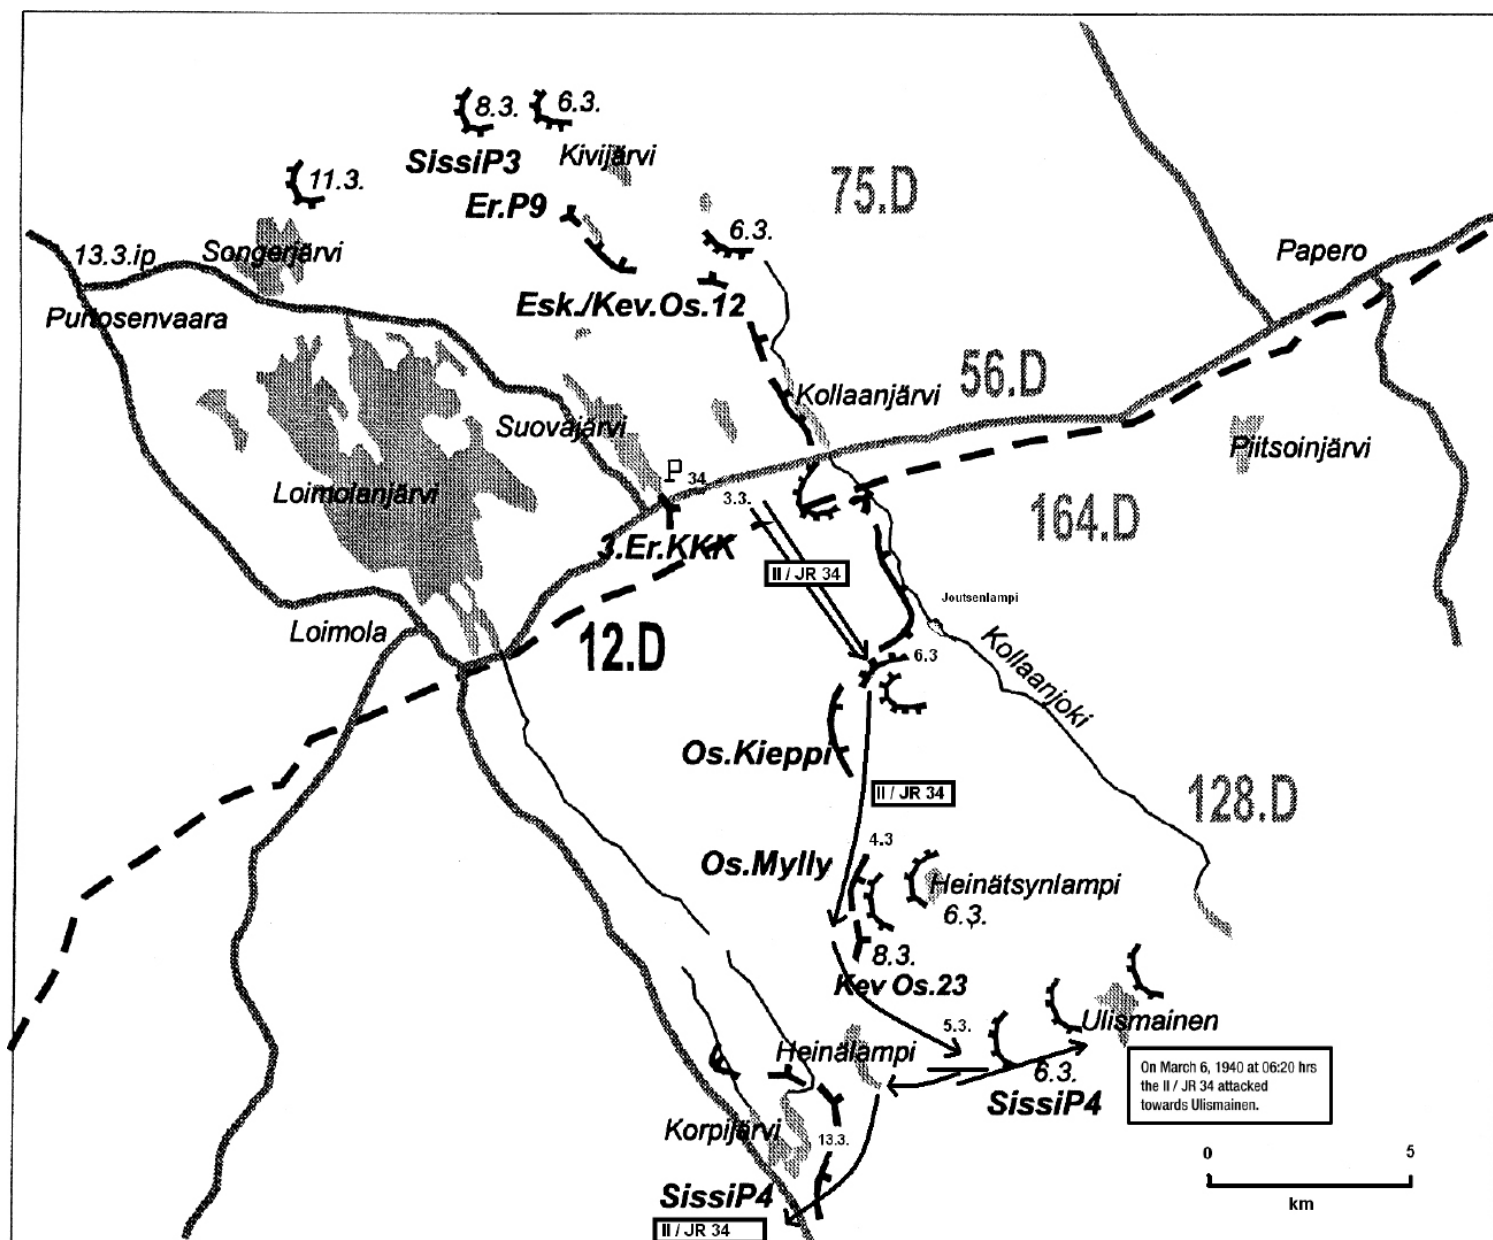 8.3.
6.3.
SissiP3
Kivijärvi
11.3.
Er.P9
75.D
6.3.
13.3.ip
Songerjärvi
Papero
Esk./Kev.Os.12
Puhosenvaara
56.D
Kollaanjärvi
Suovajärvi
Piitsoinjärvi
34
Loimolanjärvi
3.3.
164.D
3.Er.KKK
II / JR 34
Joutsenlampi
Loimola
12.D
Kollaanjoki
6.3
Os.Kieppi
II / JR 34
128.D
4.3
Os.Mylly
Heinätsynlampi
6.3.
8.3.
Kev Os.23
5.3.
Ulismainen
Heinälampi
6.3.
SissiP4
On March 6, 1940 at 06:20 hrs
the II / JR 34 attacked
towards Ulismainen.
Korpijärvi
13.3.
0 5
km
SissiP4
II / JR 34